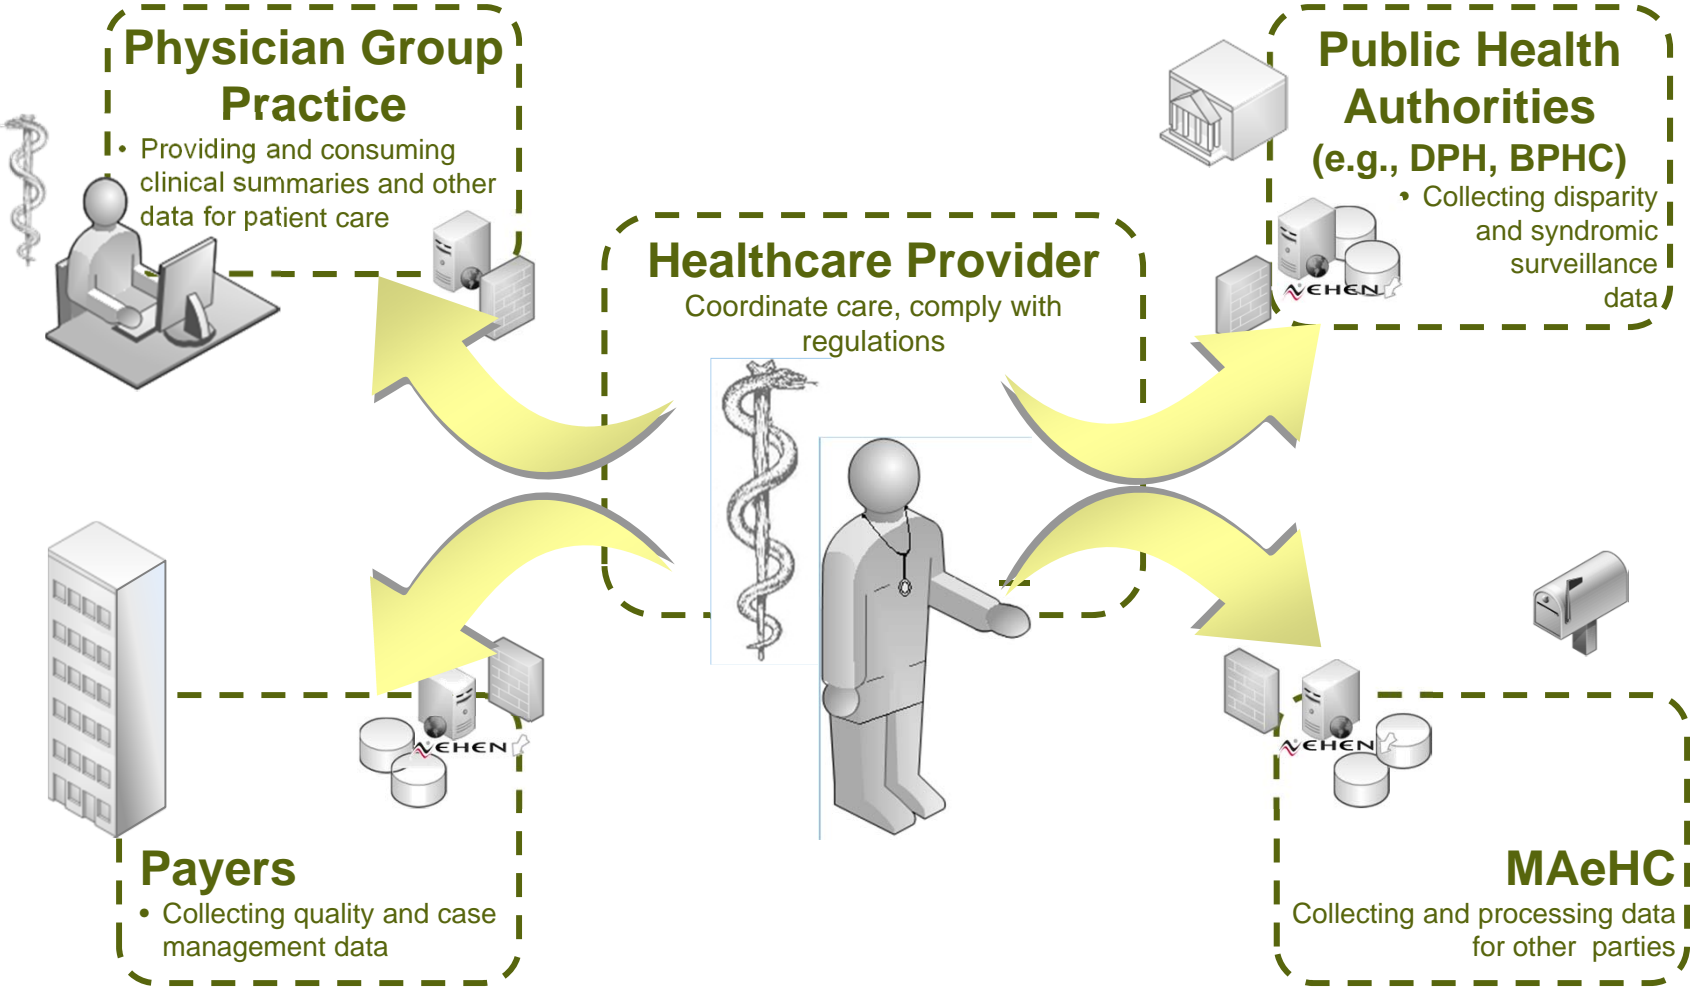 Physician Group
Practice
• Providing and consuming
clinical summaries and other
data for patient care
Public Health
Authorities
(e.g., DPH, BPHC)
• Collecting disparity
and syndromic
surveillance
data
NEHEN
Healthcare Provider
Coordinate care, comply with
regulations
NEHEN
Payers
• Collecting quality and case
management data
NEHEN
MAeHC
Collecting and processing data
for other parties